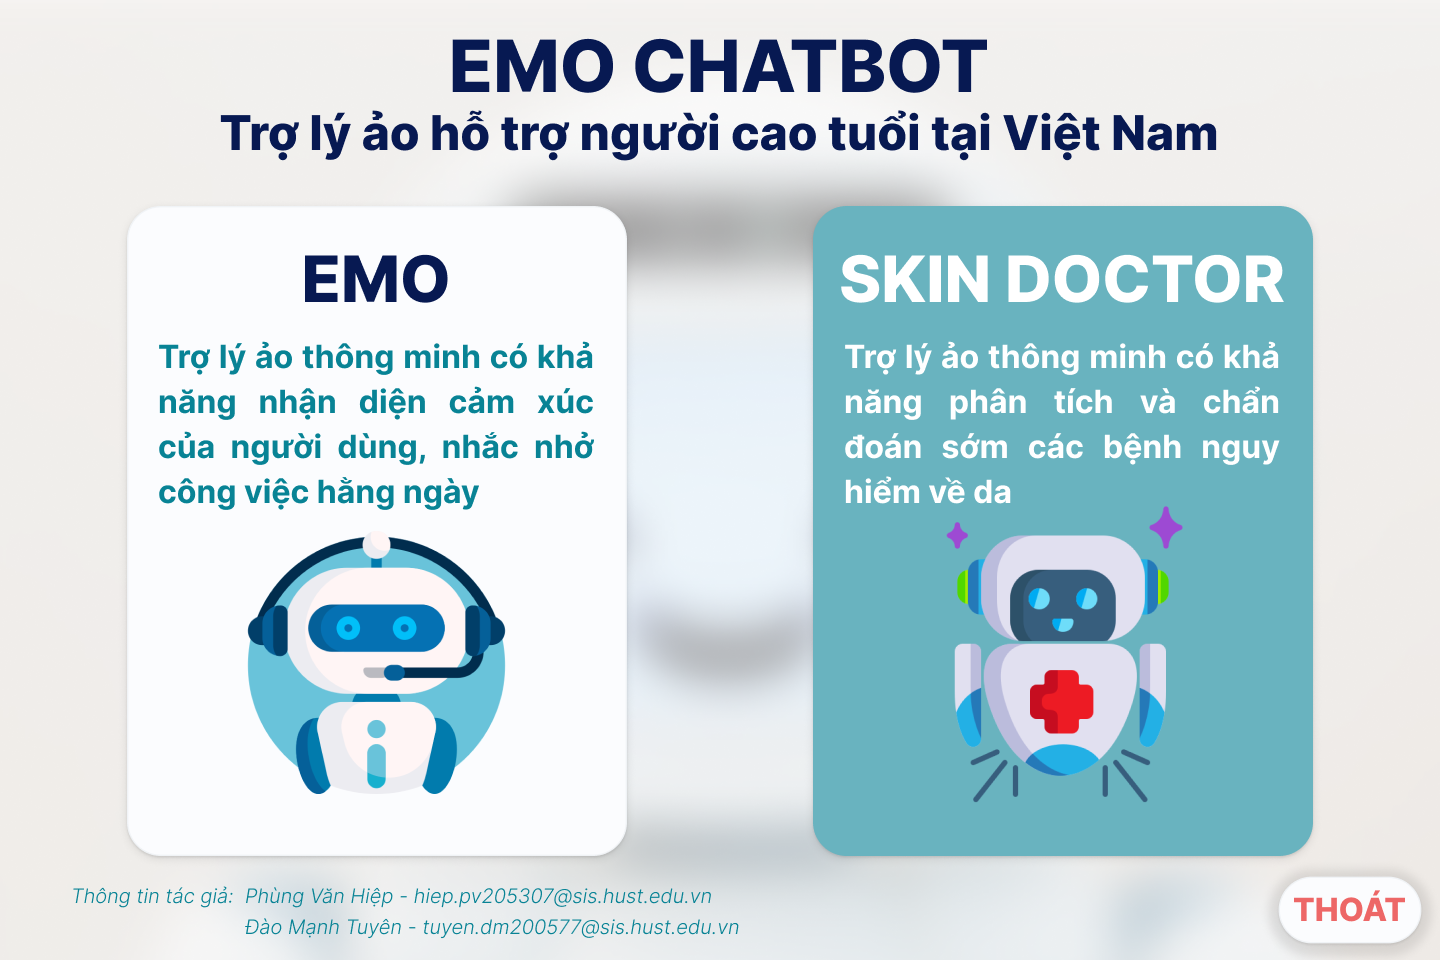 EMO CHATBOT
Trợ lý ảo hỗ trợ người cao tuổi tại Việt Nam
EMO
Trợ lý ảo thông minh có khả
năng nhận diện cảm xúc
của người dùng, nhắc nhở
công việc hằng ngày
SKIN DOCTOR
Trợ lý ảo thông minh có khả
năng phân tích và chẩn
đoán sớm các bệnh nguy
hiểm về da
Thông tin tác giả: Phùng Văn Hiệp - hiep.pv205307@sis.hust.edu.vn
Đào Mạnh Tuyên - tuyen.dm200577@sis.hust.edu.vn
THOÁT